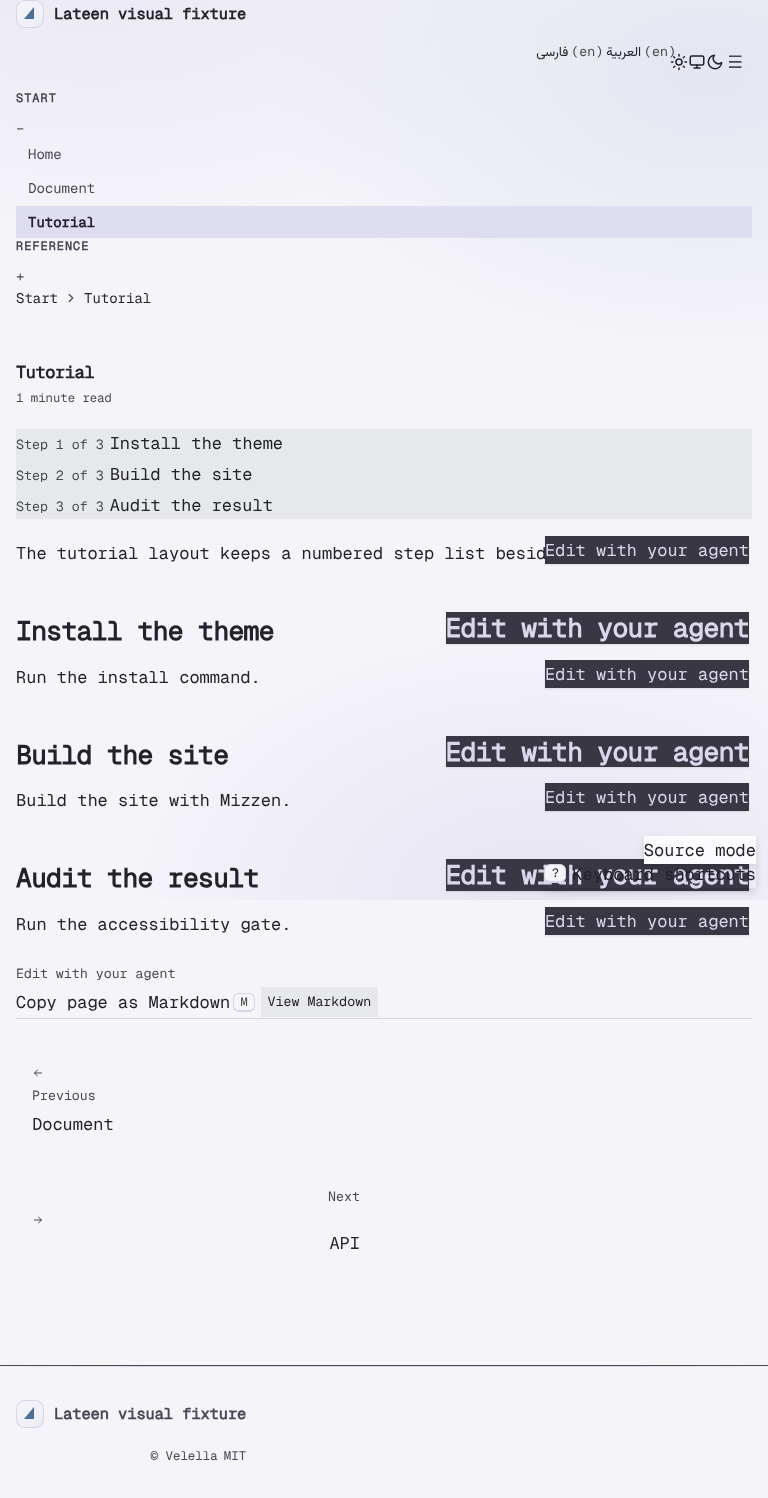 Lateen visual fixture
فارسی (en) العربية (en)
START
−
Home
Document
Tutorial
REFERENCE
+
Start › Tutorial
Tutorial
1 minute read
Step 1 of 3 Install the theme
Step 2 of 3 Build the site
Step 3 of 3 Audit the result
The tutorial layout keeps a numbered step list besid Edit with your agent
Install the theme Edit with your agent
Run the install command. Edit with your agent
Build the site Edit with your agent
Build the site with Mizzen. Edit with your agent
Source mode
Audit the result Edit with your agent
? Keyboard shortcuts
Run the accessibility gate. Edit with your agent
Edit with your agent
Copy page as Markdown M View Markdown
←
Previous
Document
Next
→
API
Lateen visual fixture
© Velella MIT